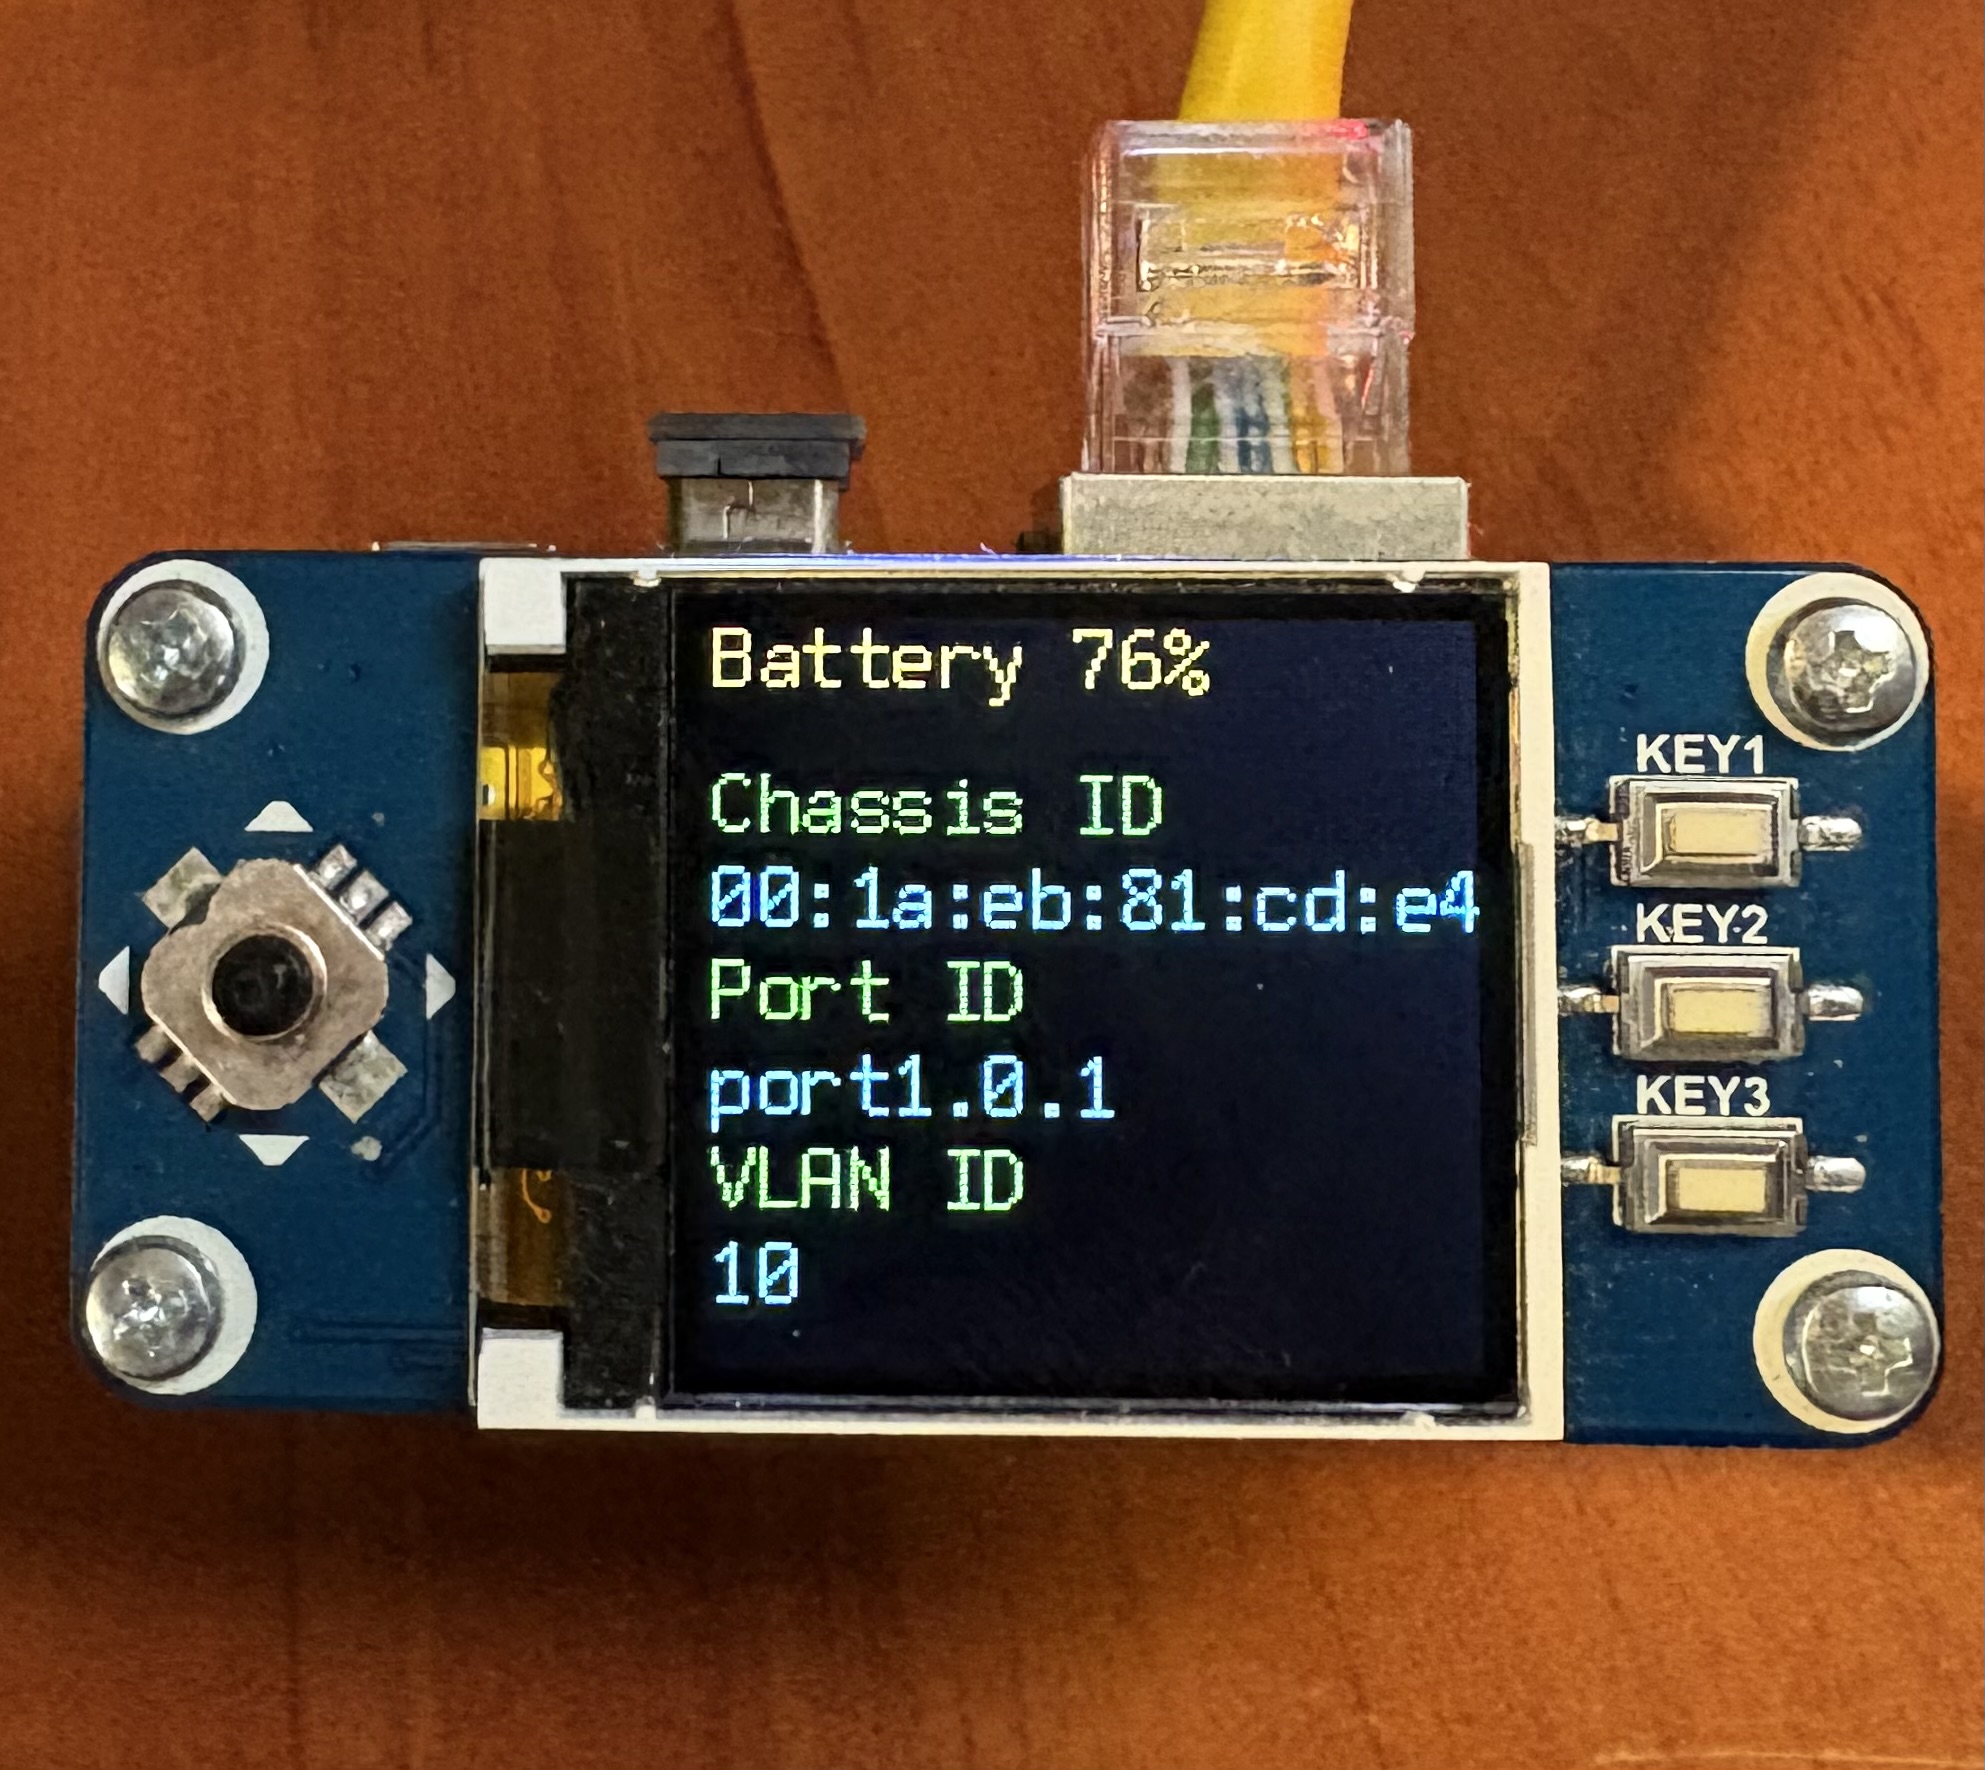 Battery 76%
Chassis ID
00:1a:eb:81:cd:e4
Port ID
port1.0.1
VLAN ID
10
KEY1
KEY2
KEY3